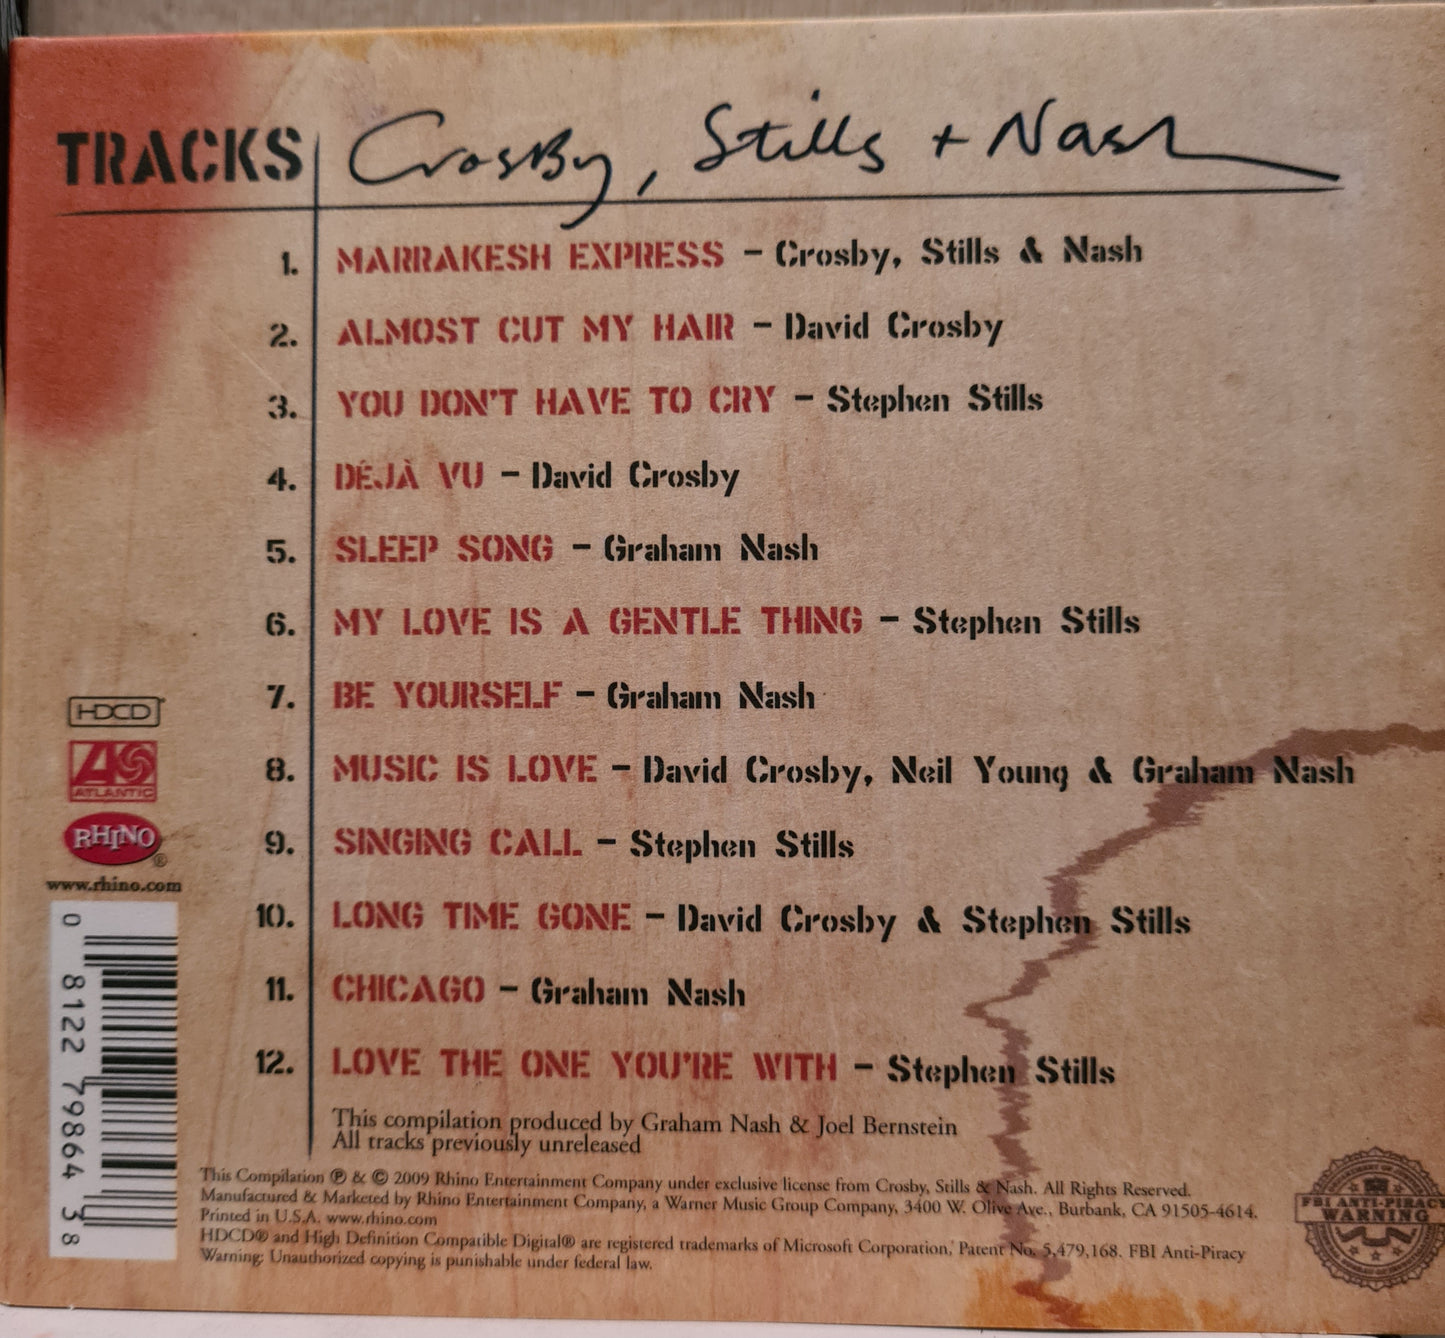 TRACKS
Crosby, Stills + Nash
1. MARRAKESH EXPRESS – Crosby, Stills & Nash
2. ALMOST CUT MY HAIR – David Crosby
3. YOU DON'T HAVE TO CRY – Stephen Stills
4. DÉJÀ VU – David Crosby
5. SLEEP SONG – Graham Nash
6. MY LOVE IS A GENTLE THING – Stephen Stills
7. BE YOURSELF – Graham Nash
8. MUSIC IS LOVE – David Crosby, Neil Young & Graham Nash
9. SINGING CALL – Stephen Stills
10. LONG TIME GONE – David Crosby & Stephen Stills
11. CHICAGO – Graham Nash
12. LOVE THE ONE YOU'RE WITH – Stephen Stills
This compilation produced by Graham Nash & Joel Bernstein
All tracks previously unreleased
HDCD
ATLANTIC
RHINO®
www.rhino.com
0 81227 98643 8
This Compilation ℗ & © 2009 Rhino Entertainment Company under exclusive license from Crosby, Stills & Nash. All Rights Reserved.
Manufactured & Marketed by Rhino Entertainment Company, a Warner Music Group Company, 3400 W. Olive Ave., Burbank, CA 91505-4614.
Printed in U.S.A. www.rhino.com
HDCD® and High Definition Compatible Digital® are registered trademarks of Microsoft Corporation, Patent No. 5,479,168. FBI Anti-Piracy
Warning: Unauthorized copying is punishable under federal law.
FBI ANTI-PIRACY
WARNING